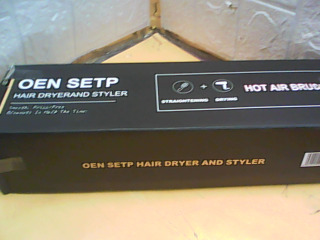 OEN SETP
HAIR DRYERAND STYLER
Smooth, Frizz-Free
Blowouts In Half The Time
STRAIGHTENING + DRYING
HOT AIR BRUS
OEN SETP HAIR DRYER AND STYLER